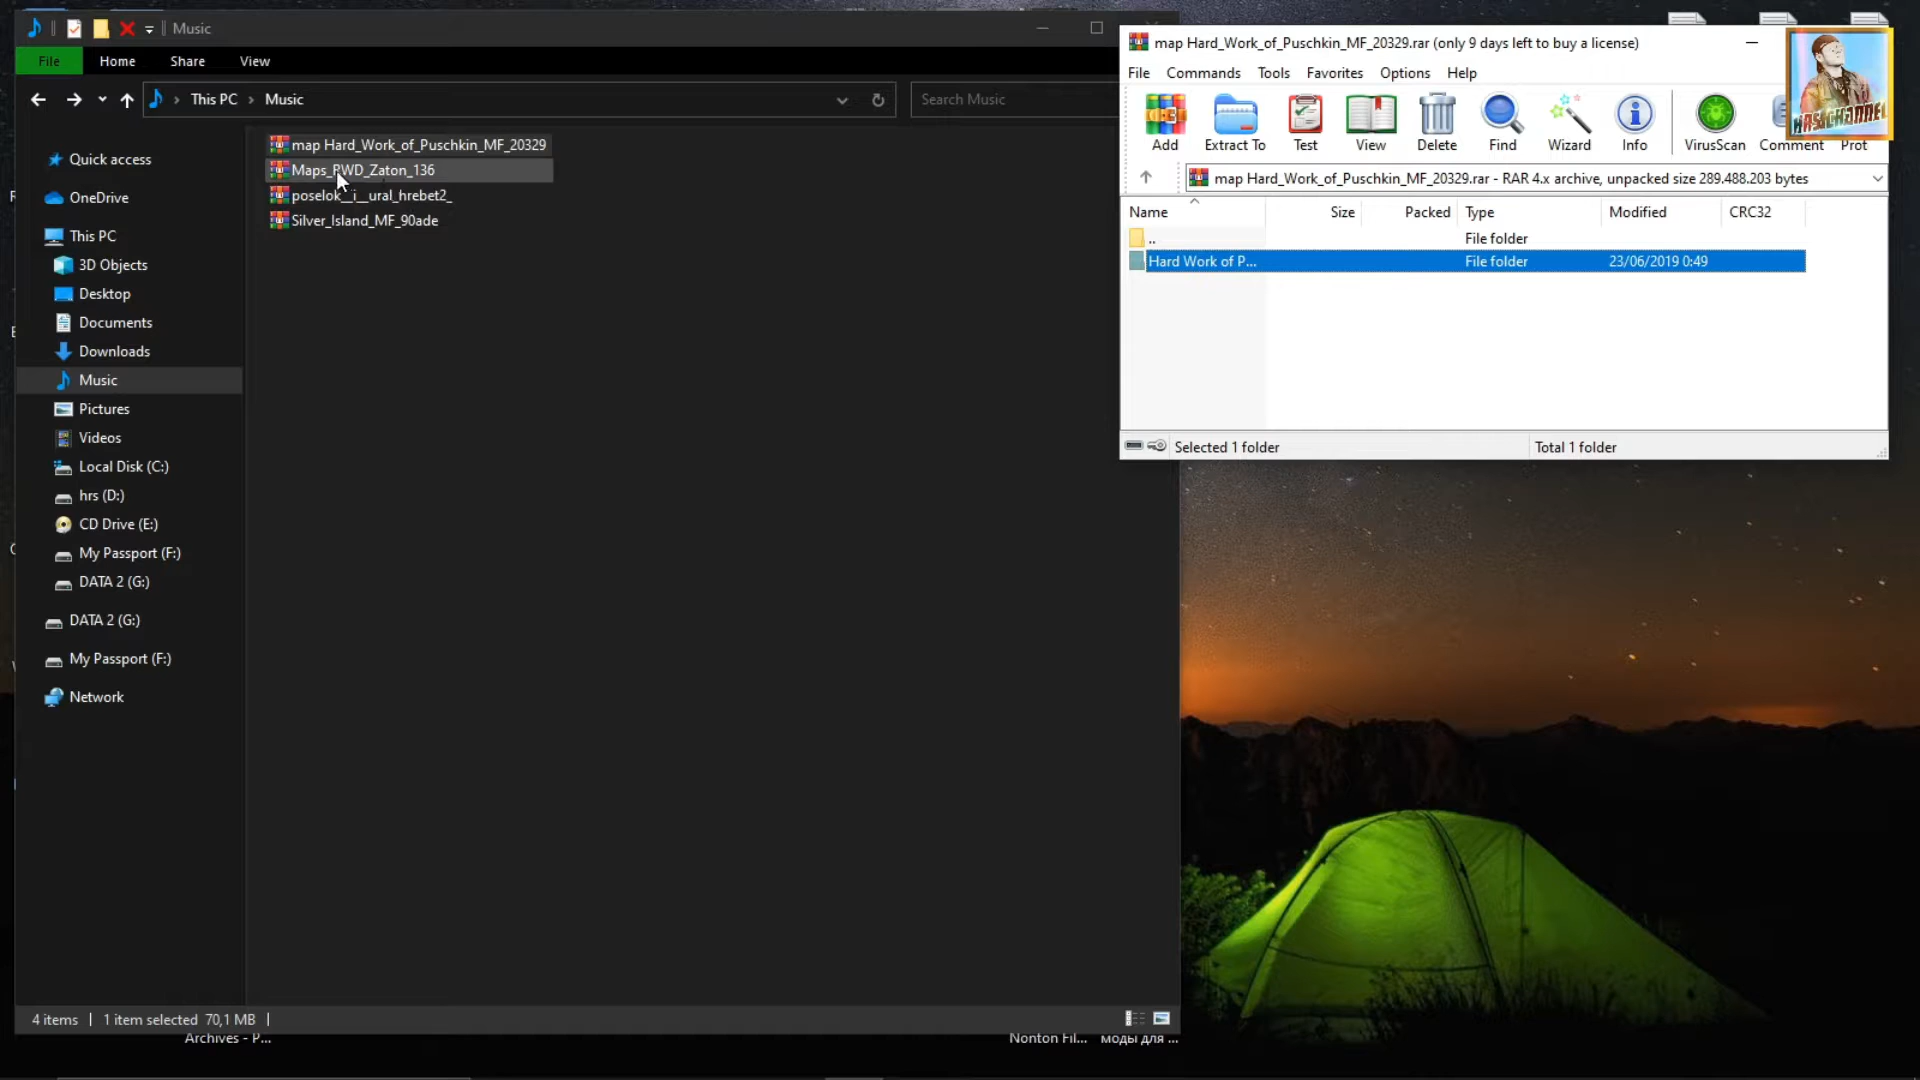 Music
File
Home
Share
View
This PC
Music
Search Music
Quick access
OneDrive
This PC
3D Objects
Desktop
Documents
Downloads
Music
Pictures
Videos
Local Disk (C:)
hrs (D:)
CD Drive (E:)
My Passport (F:)
DATA 2 (G:)
DATA 2 (G:)
My Passport (F:)
Network
map Hard_Work_of_Puschkin_MF_20329
Maps_PWD_Zaton_136
poselok__i__ural_hrebet2_
Silver_Island_MF_90ade
4 items
1 item selected 70,1 MB
Archives - P...
Nonton Fil...
моды для ...
map Hard_Work_of_Puschkin_MF_20329.rar (only 9 days left to buy a license)
File Commands Tools Favorites Options Help
Add Extract To Test View Delete Find Wizard Info VirusScan Comment Prot
map Hard_Work_of_Puschkin_MF_20329.rar - RAR 4.x archive, unpacked size 289.488.203 bytes
Name Size Packed Type Modified CRC32
.. File folder
Hard Work of P... File folder 23/06/2019 0:49
Selected 1 folder
Total 1 folder